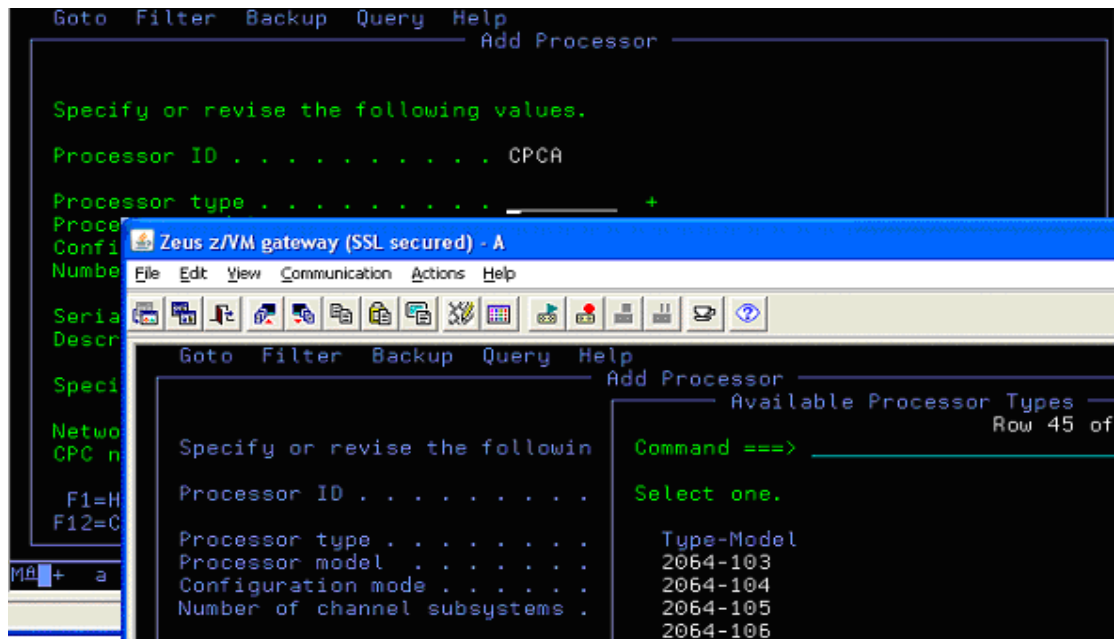 Goto Filter Backup Query Help
Add Processor
Specify or revise the following values.
Processor ID . . . . . . . . . . CPCA
Processor type . . . . . . . . . _________ +
Proce
Confi
Numbe
Seria
Descr
Speci
Netwo
CPC n
F1=H
F12=C
MA + a
Zeus z/VM gateway (SSL secured) - A
File Edit View Communication Actions Help
Goto Filter Backup Query Help
Add Processor
Available Processor Types
Row 45 of
Specify or revise the followin
Command ===>
Processor ID . . . . . . . . .
Select one.
Processor type . . . . . . . .
Type-Model
Processor model . . . . . . .
2064-103
Configuration mode . . . . . .
2064-104
Number of channel subsystems .
2064-105
2064-106